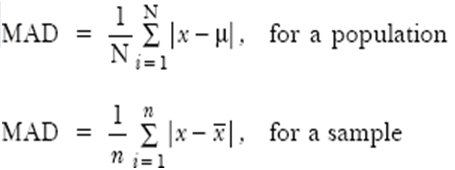 MAD = 1/N N Σ i=1 |x − μ|, for a population
MAD = 1/n n Σ i=1 |x − x̄|, for a sample